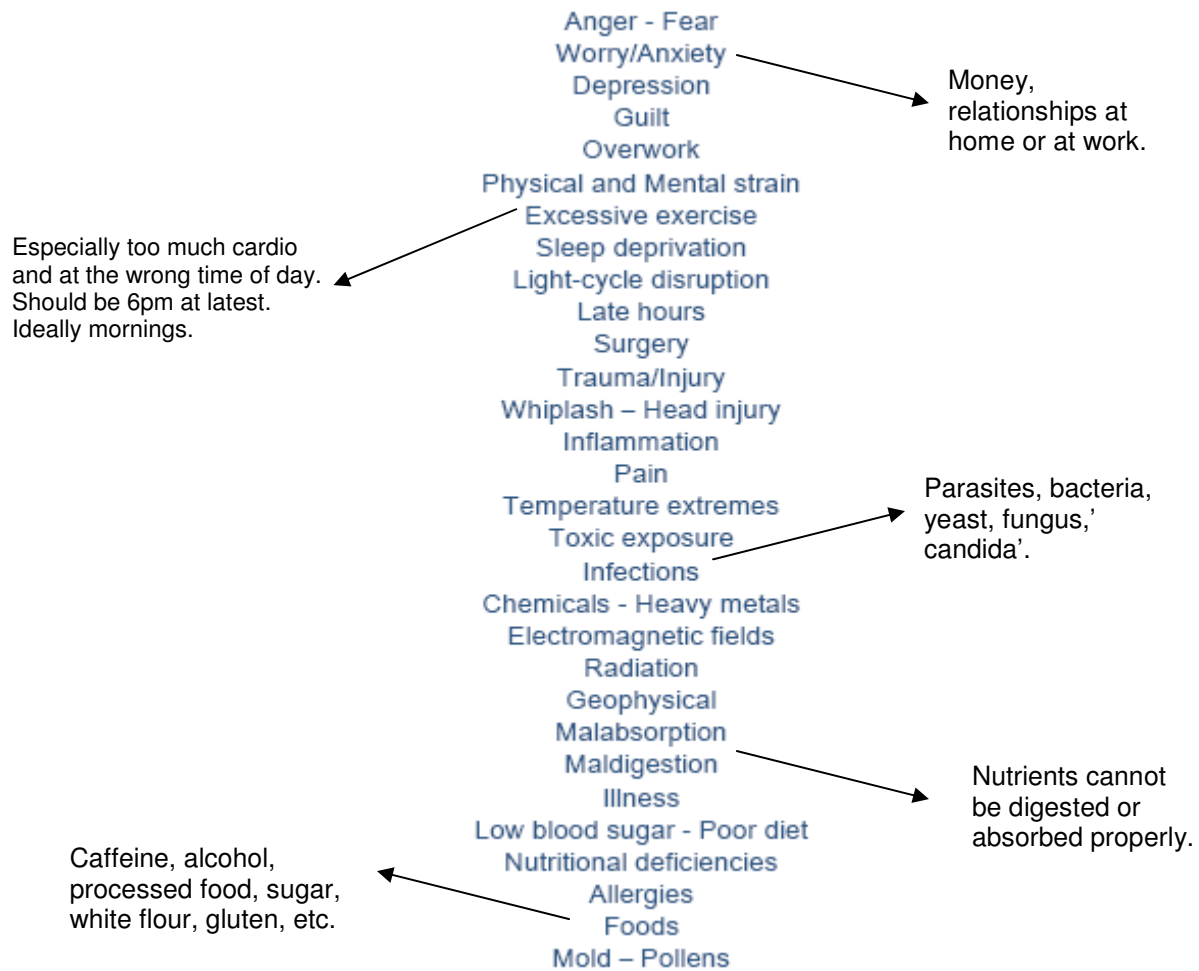 Anger - Fear
Worry/Anxiety
Depression
Guilt
Overwork
Physical and Mental strain
Excessive exercise
Sleep deprivation
Light-cycle disruption
Late hours
Surgery
Trauma/Injury
Whiplash – Head injury
Inflammation
Pain
Temperature extremes
Toxic exposure
Infections
Chemicals - Heavy metals
Electromagnetic fields
Radiation
Geophysical
Malabsorption
Maldigestion
Illness
Low blood sugar - Poor diet
Nutritional deficiencies
Allergies
Foods
Mold – Pollens
Money,
relationships at
home or at work.
Especially too much cardio
and at the wrong time of day.
Should be 6pm at latest.
Ideally mornings.
Parasites, bacteria,
yeast, fungus,’
candida’.
Nutrients cannot
be digested or
absorbed properly.
Caffeine, alcohol,
processed food, sugar,
white flour, gluten, etc.